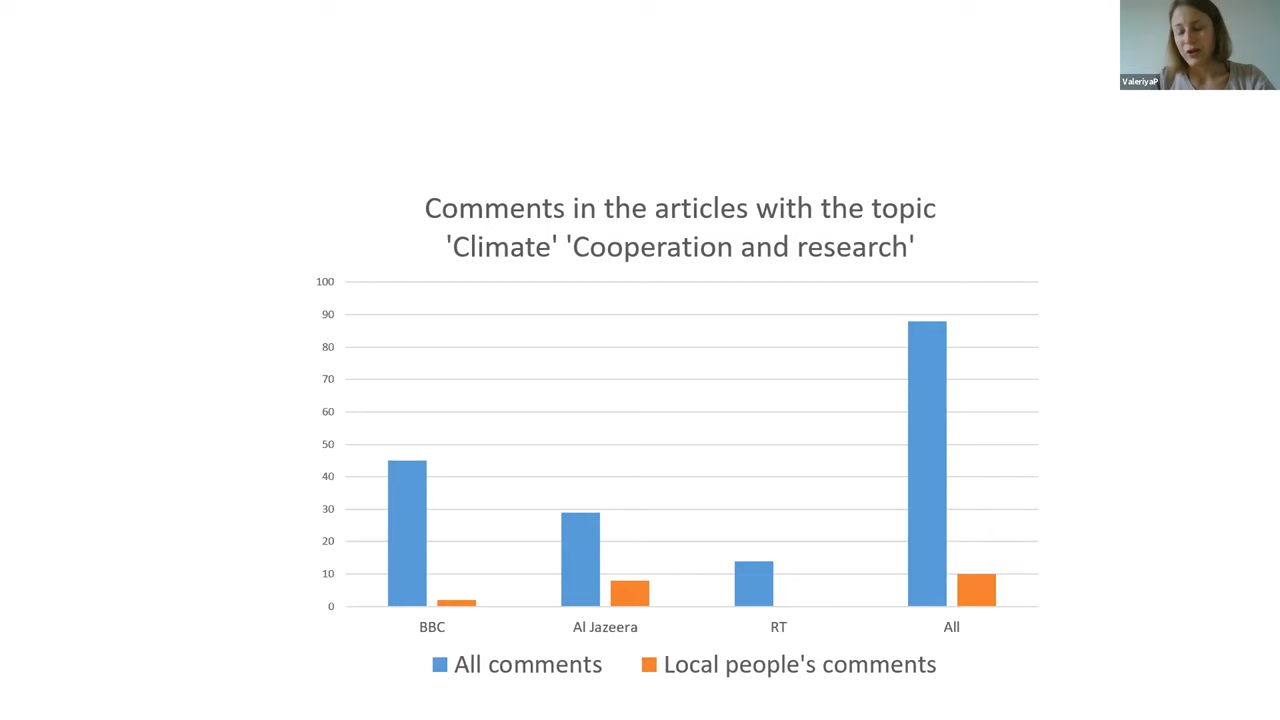 ValeriyaP
Comments in the articles with the topic
'Climate' 'Cooperation and research'
100
90
80
70
60
50
40
30
20
10
0
BBC Al Jazeera RT All
All comments Local people's comments